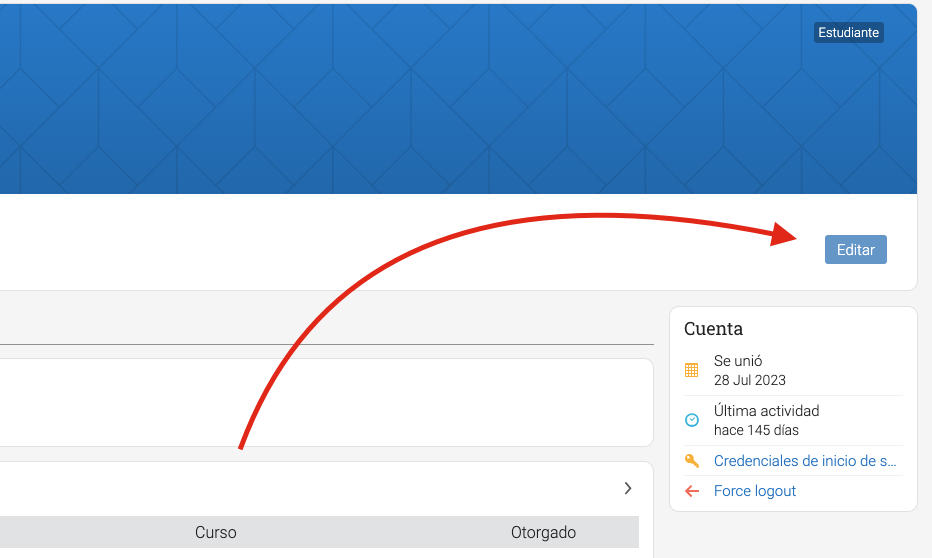 Estudiante
Editar
Cuenta
Se unió
28 Jul 2023
Última actividad
hace 145 días
Credenciales de inicio de s...
Force logout
Curso Otorgado